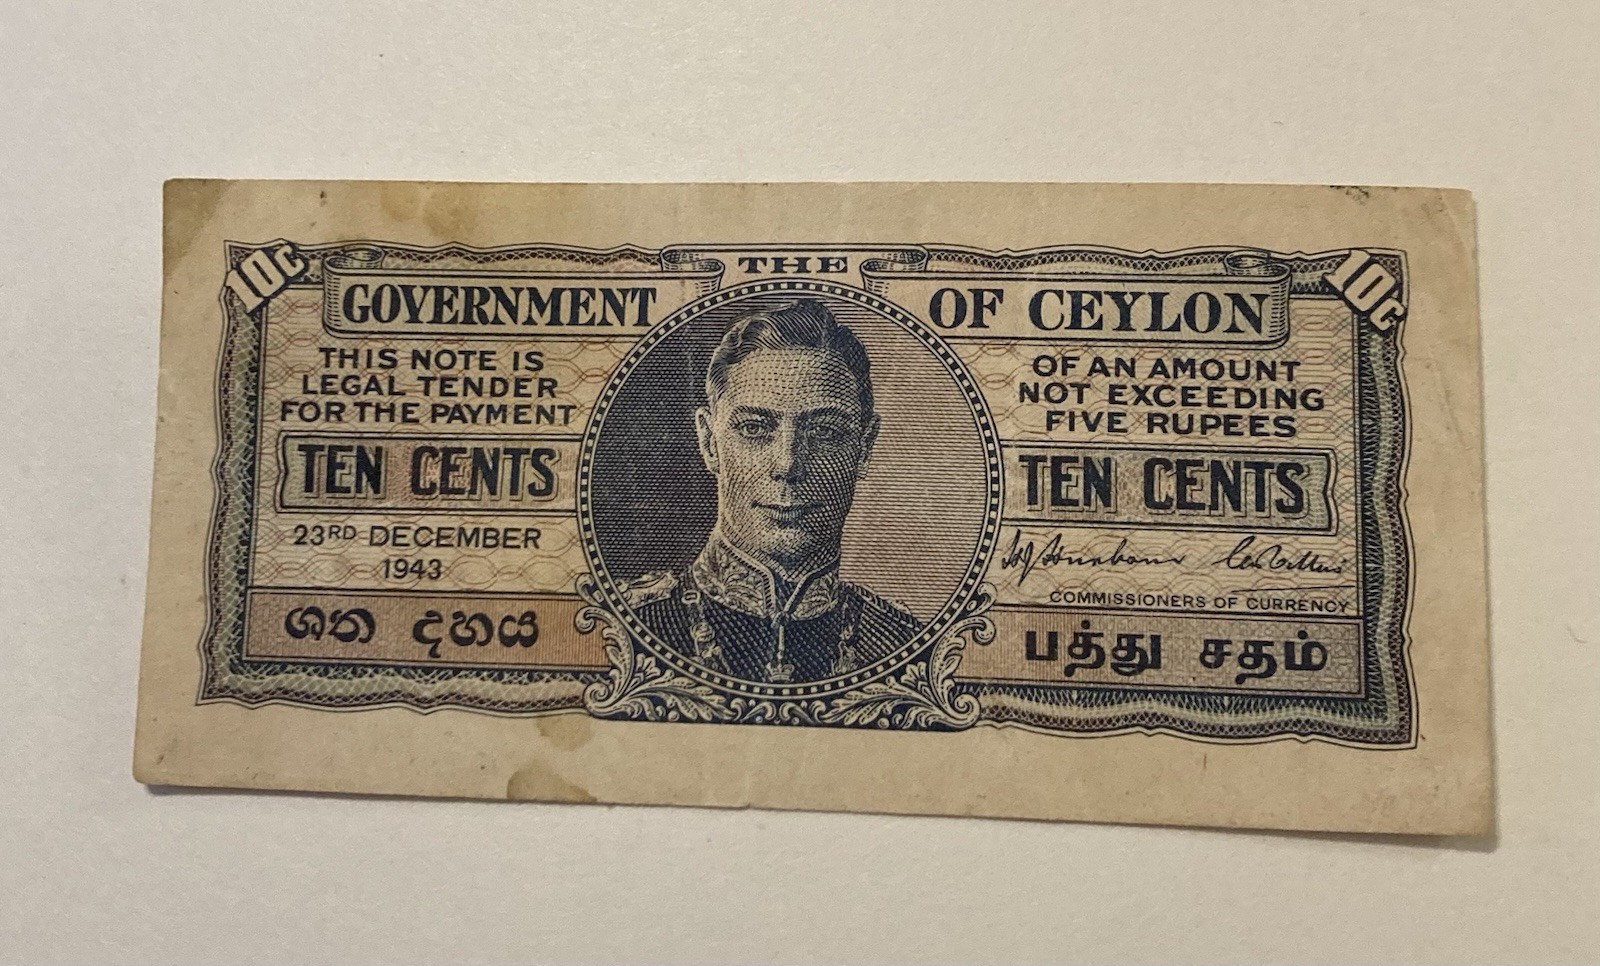 10c
THE
10c
GOVERNMENT OF CEYLON
THIS NOTE IS
LEGAL TENDER
FOR THE PAYMENT
OF AN AMOUNT
NOT EXCEEDING
FIVE RUPEES
TEN CENTS
TEN CENTS
23RD DECEMBER
1943
COMMISSIONERS OF CURRENCY
ශත දහය
பத்து சதம்